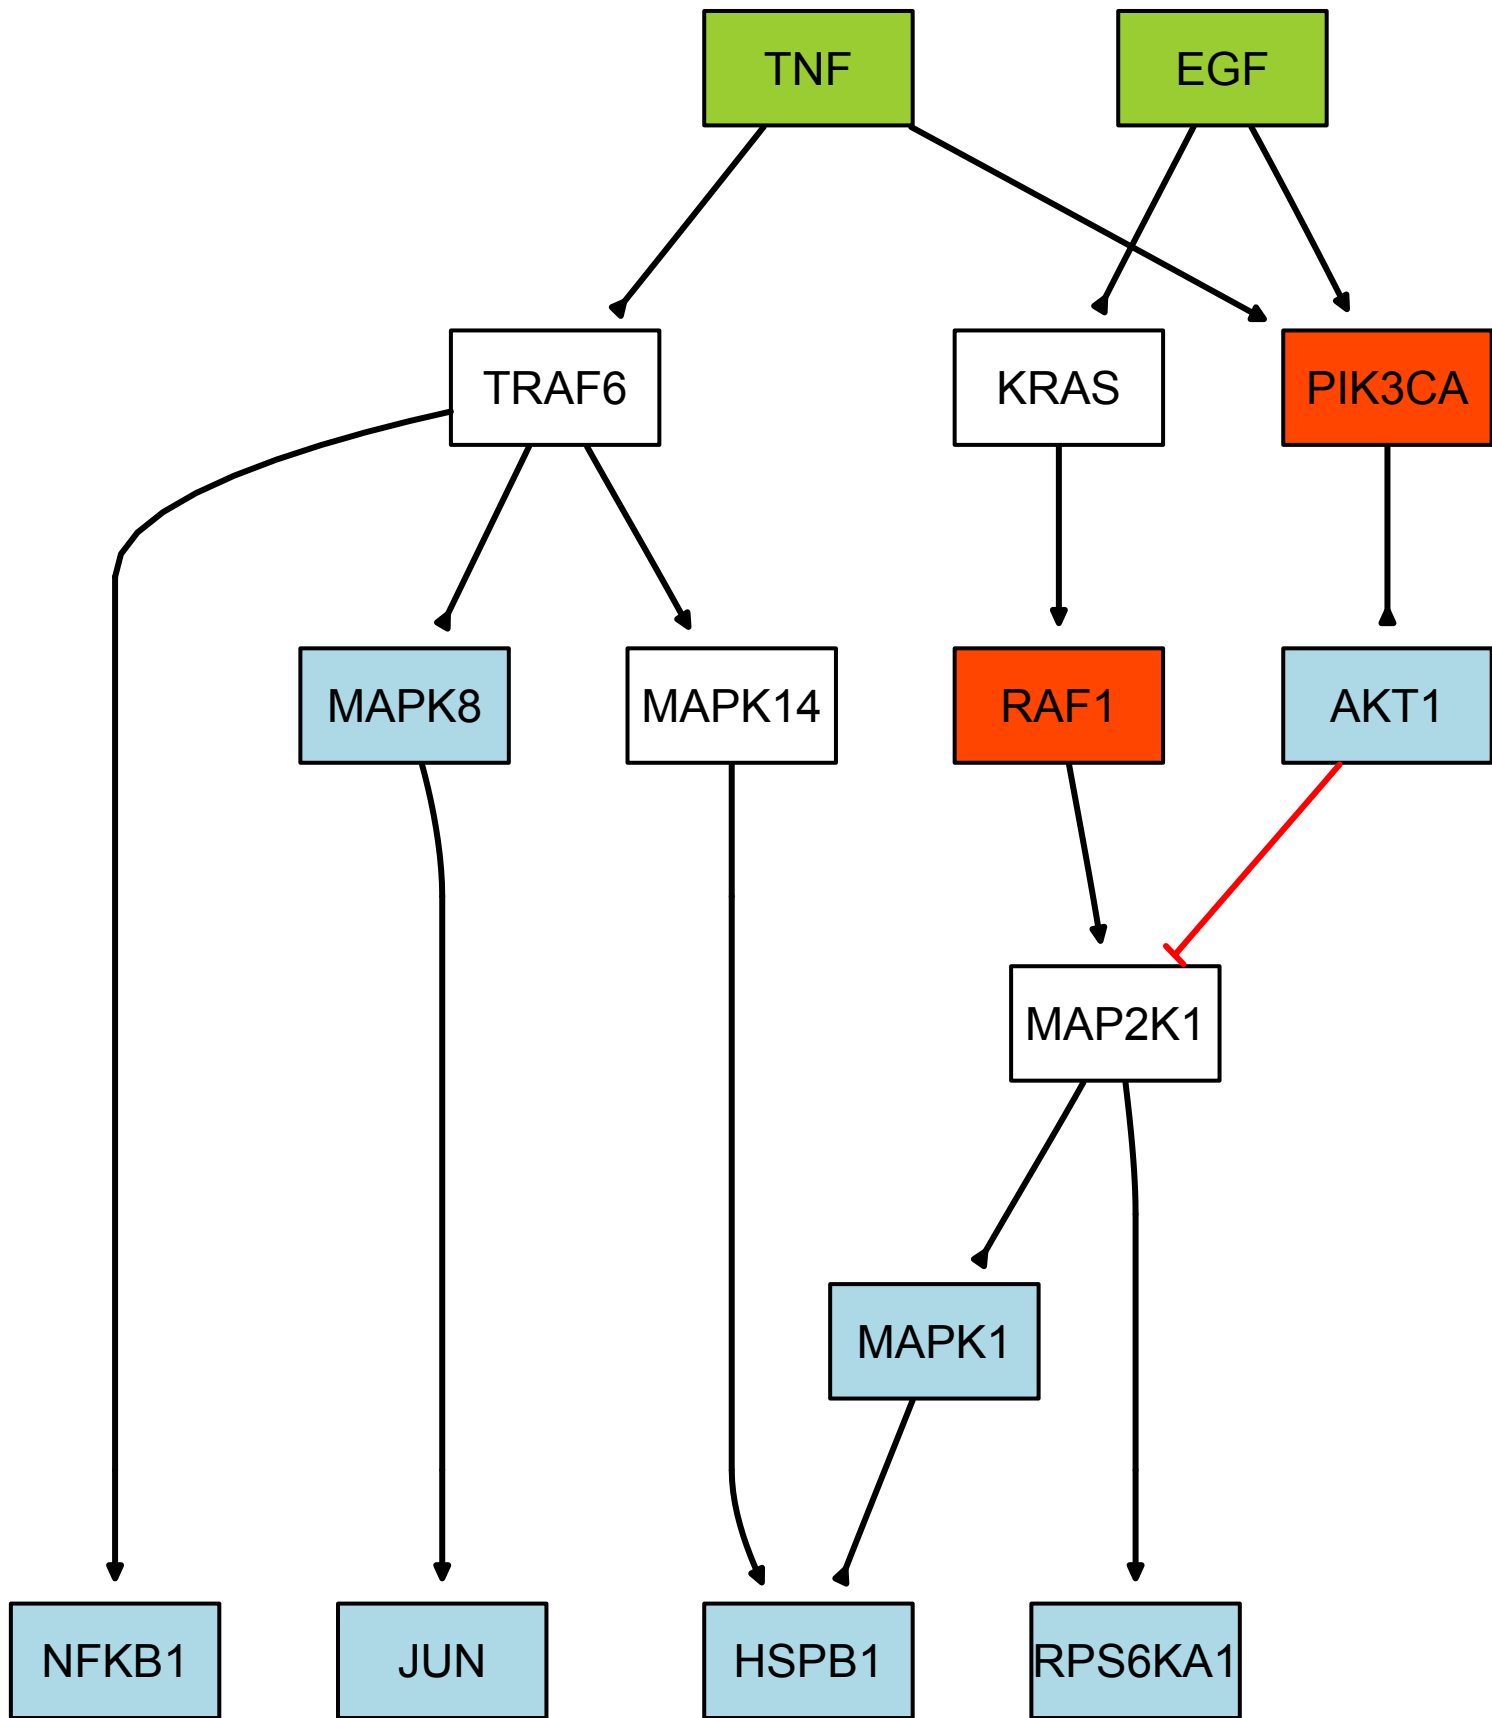 TNF
EGF
TRAF6
KRAS
PIK3CA
MAPK8
MAPK14
RAF1
AKT1
MAP2K1
MAPK1
NFKB1
JUN
HSPB1
RPS6KA1